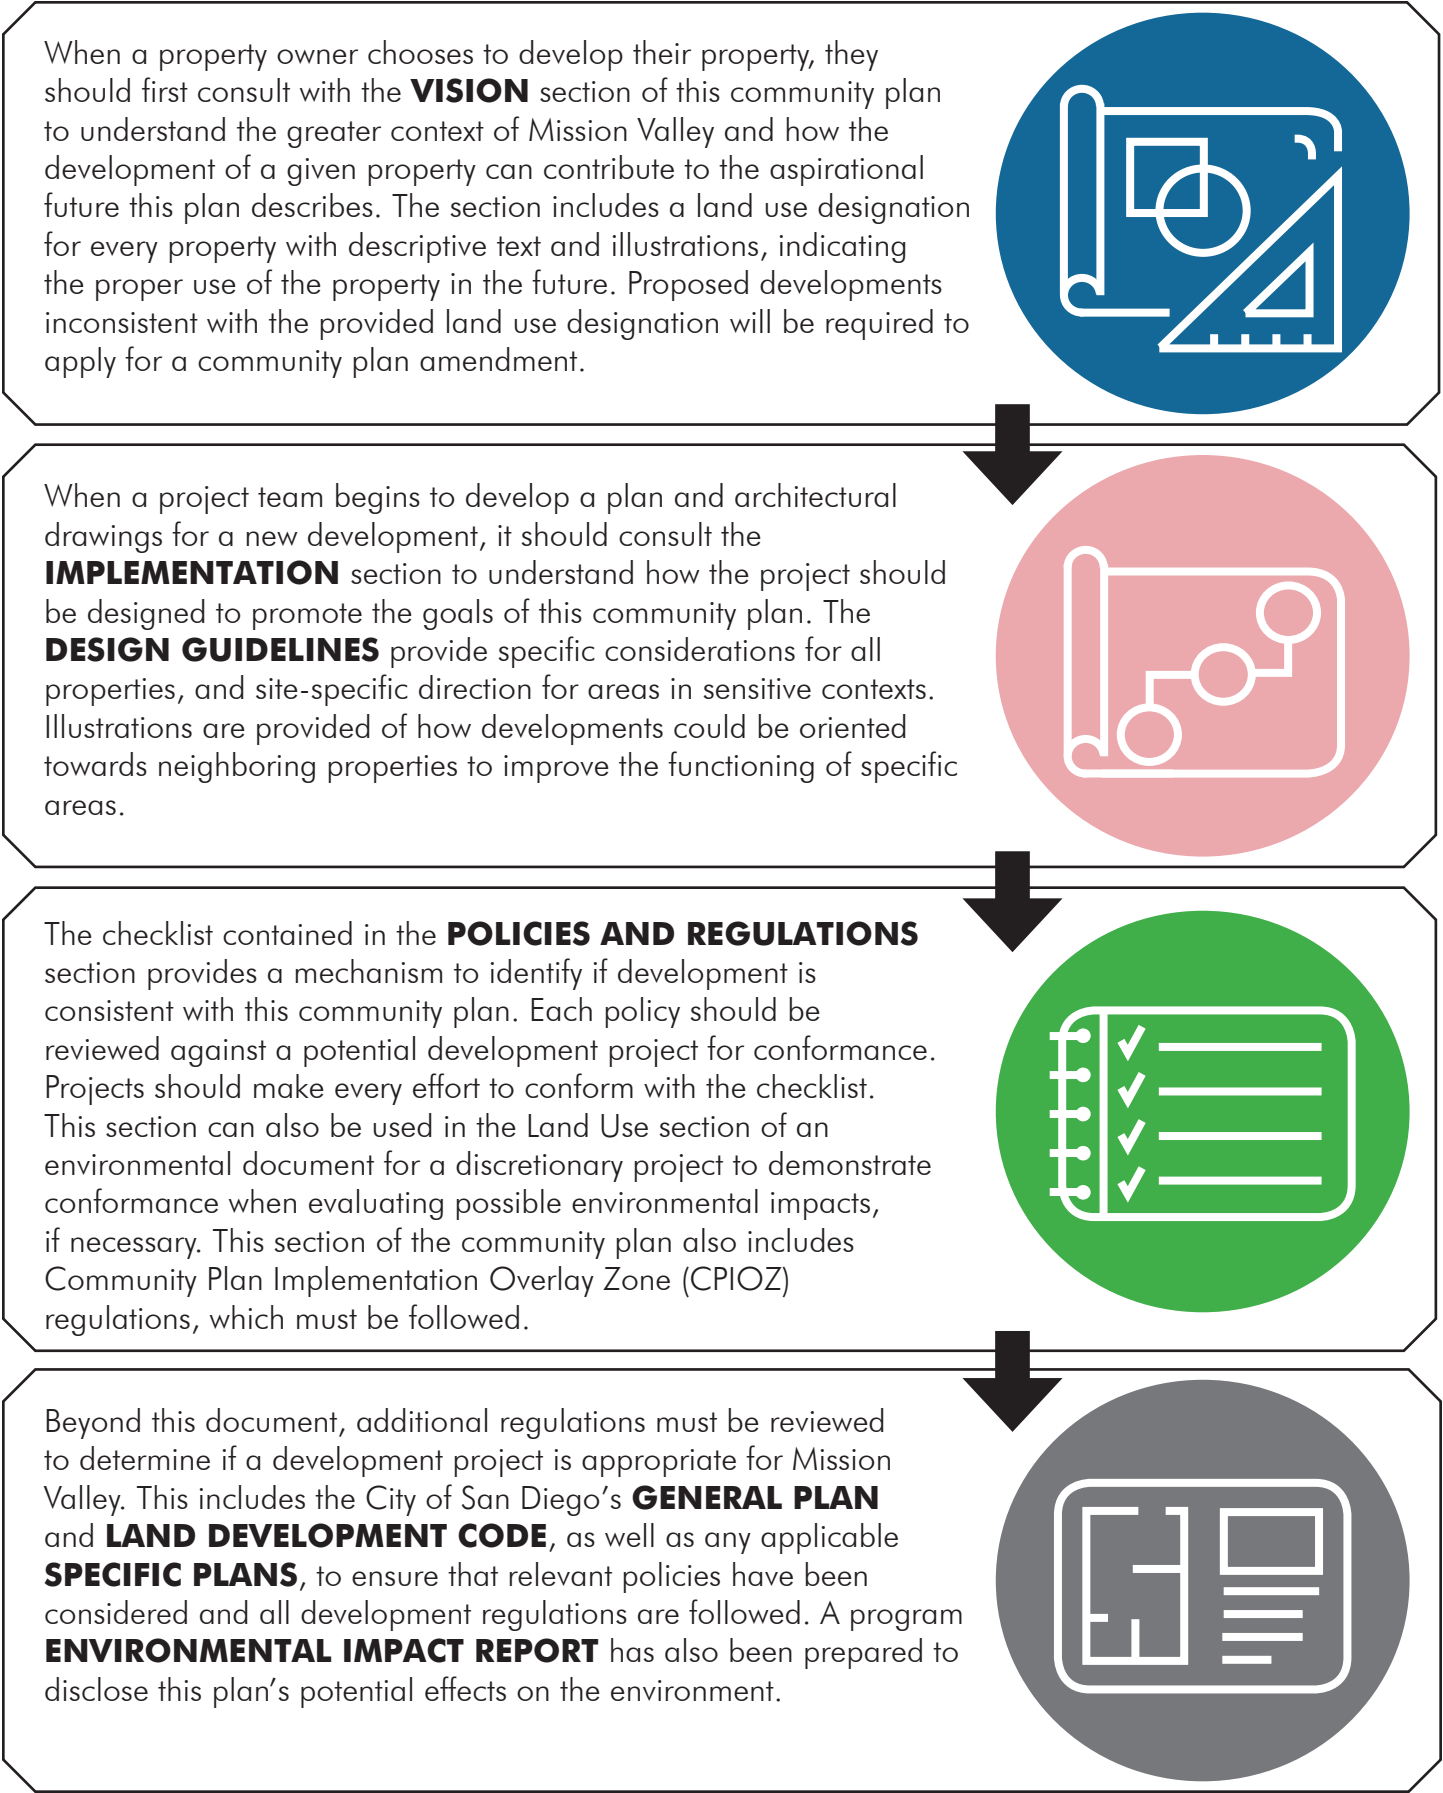 When a property owner chooses to develop their property, they
should first consult with the VISION section of this community plan
to understand the greater context of Mission Valley and how the
development of a given property can contribute to the aspirational
future this plan describes. The section includes a land use designation
for every property with descriptive text and illustrations, indicating
the proper use of the property in the future. Proposed developments
inconsistent with the provided land use designation will be required to
apply for a community plan amendment.
When a project team begins to develop a plan and architectural
drawings for a new development, it should consult the
IMPLEMENTATION section to understand how the project should
be designed to promote the goals of this community plan. The
DESIGN GUIDELINES provide specific considerations for all
properties, and site-specific direction for areas in sensitive contexts.
Illustrations are provided of how developments could be oriented
towards neighboring properties to improve the functioning of specific
areas.
The checklist contained in the POLICIES AND REGULATIONS
section provides a mechanism to identify if development is
consistent with this community plan. Each policy should be
reviewed against a potential development project for conformance.
Projects should make every effort to conform with the checklist.
This section can also be used in the Land Use section of an
environmental document for a discretionary project to demonstrate
conformance when evaluating possible environmental impacts,
if necessary. This section of the community plan also includes
Community Plan Implementation Overlay Zone (CPIOZ)
regulations, which must be followed.
Beyond this document, additional regulations must be reviewed
to determine if a development project is appropriate for Mission
Valley. This includes the City of San Diego’s GENERAL PLAN
and LAND DEVELOPMENT CODE, as well as any applicable
SPECIFIC PLANS, to ensure that relevant policies have been
considered and all development regulations are followed. A program
ENVIRONMENTAL IMPACT REPORT has also been prepared to
disclose this plan’s potential effects on the environment.